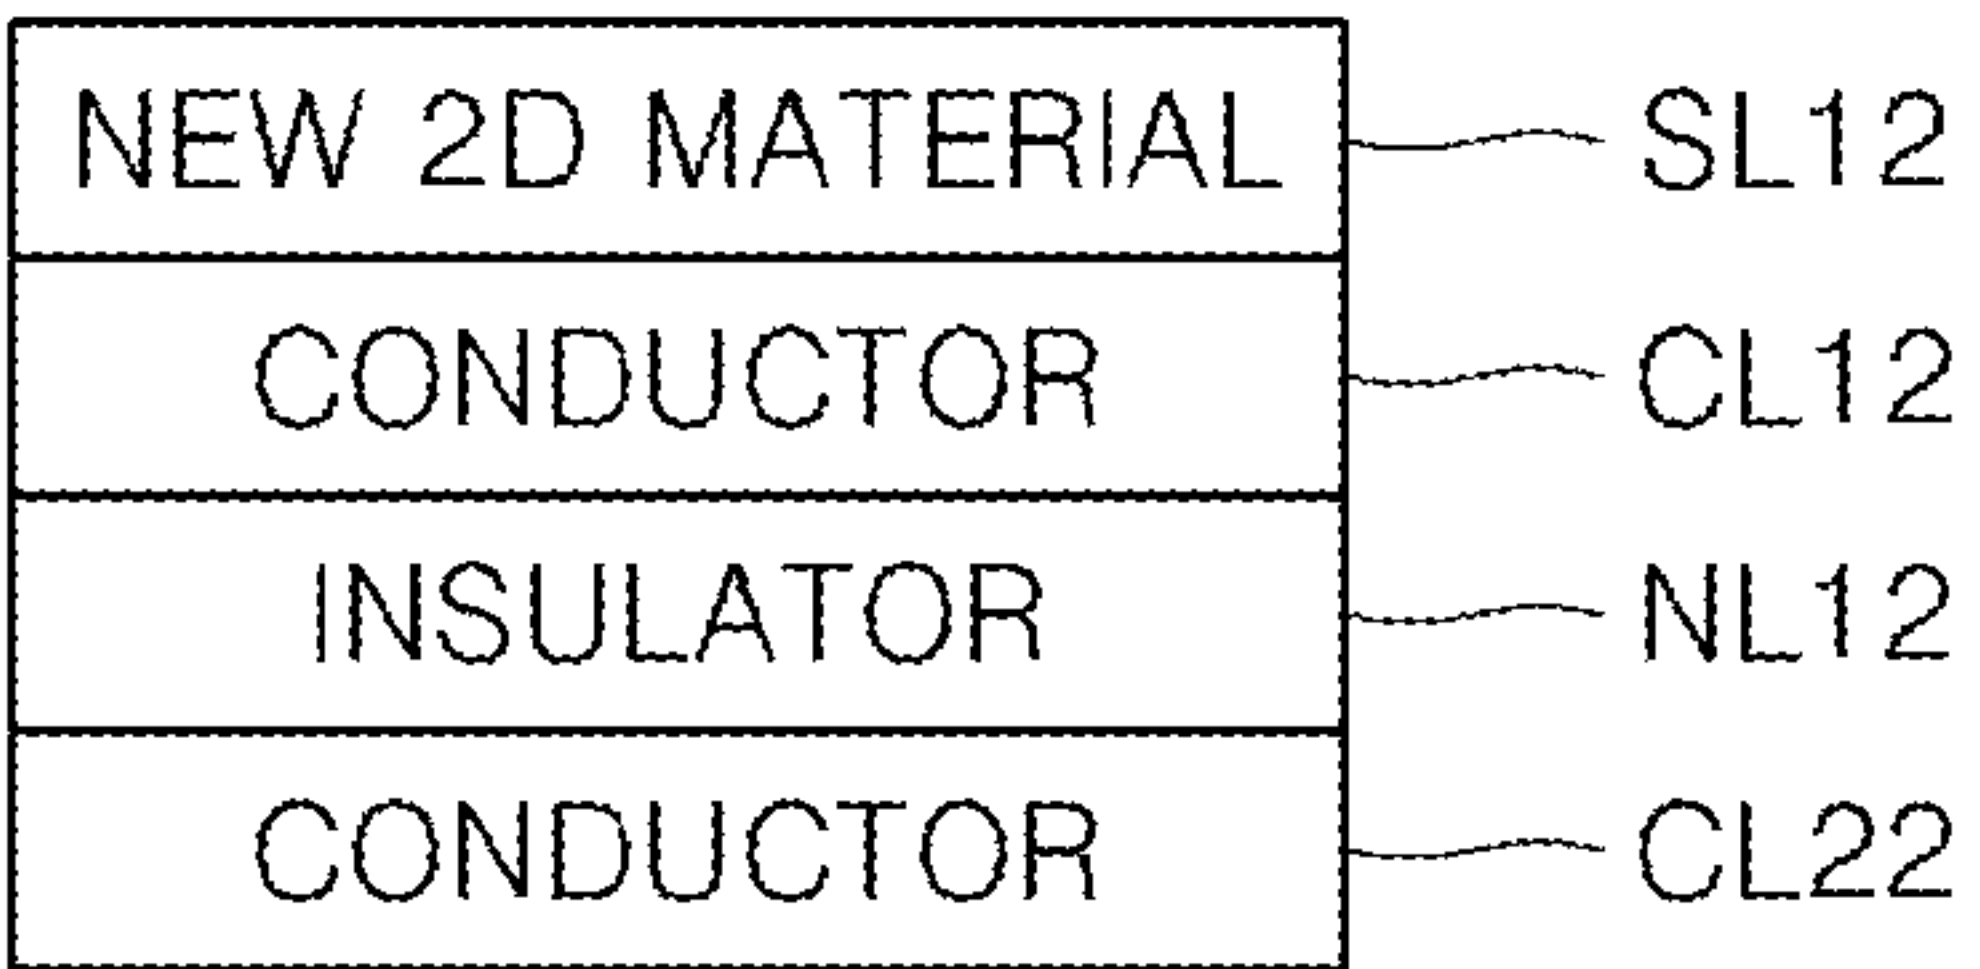 NEW 2D MATERIAL SL12
CONDUCTOR CL12
INSULATOR NL12
CONDUCTOR CL22